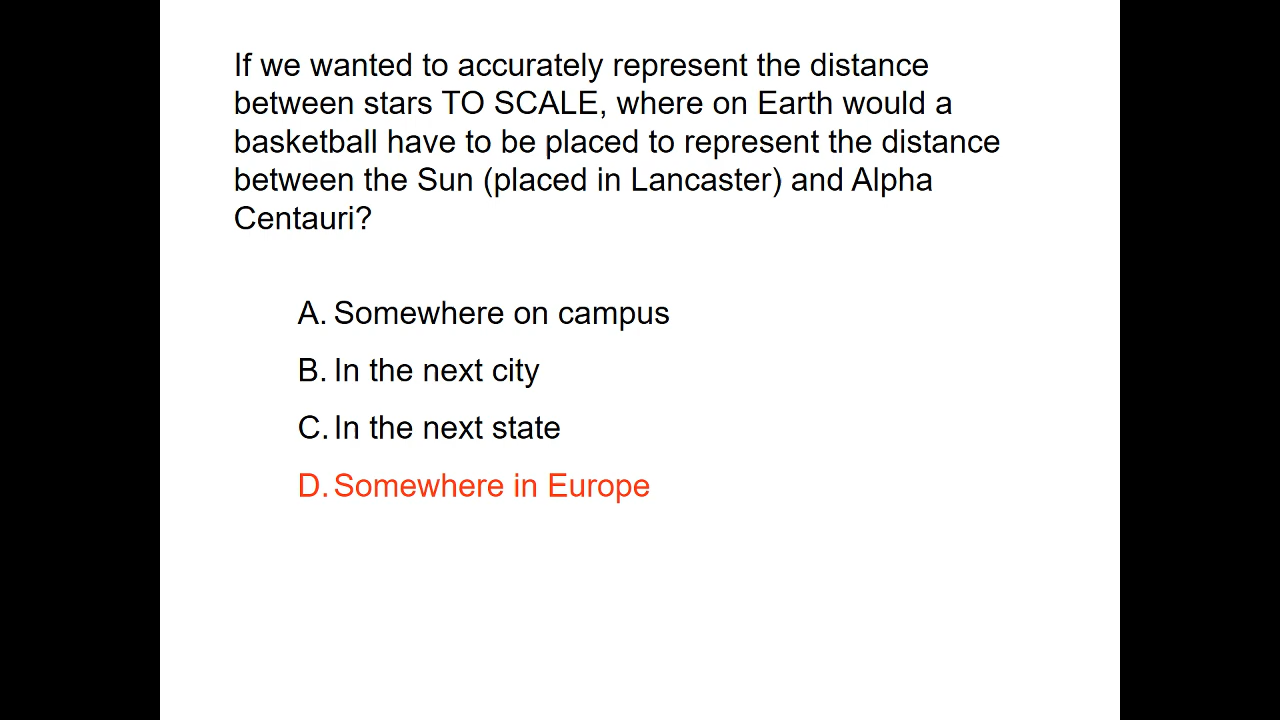 If we wanted to accurately represent the distance
between stars TO SCALE, where on Earth would a
basketball have to be placed to represent the distance
between the Sun (placed in Lancaster) and Alpha
Centauri?
A. Somewhere on campus
B. In the next city
C. In the next state
D. Somewhere in Europe